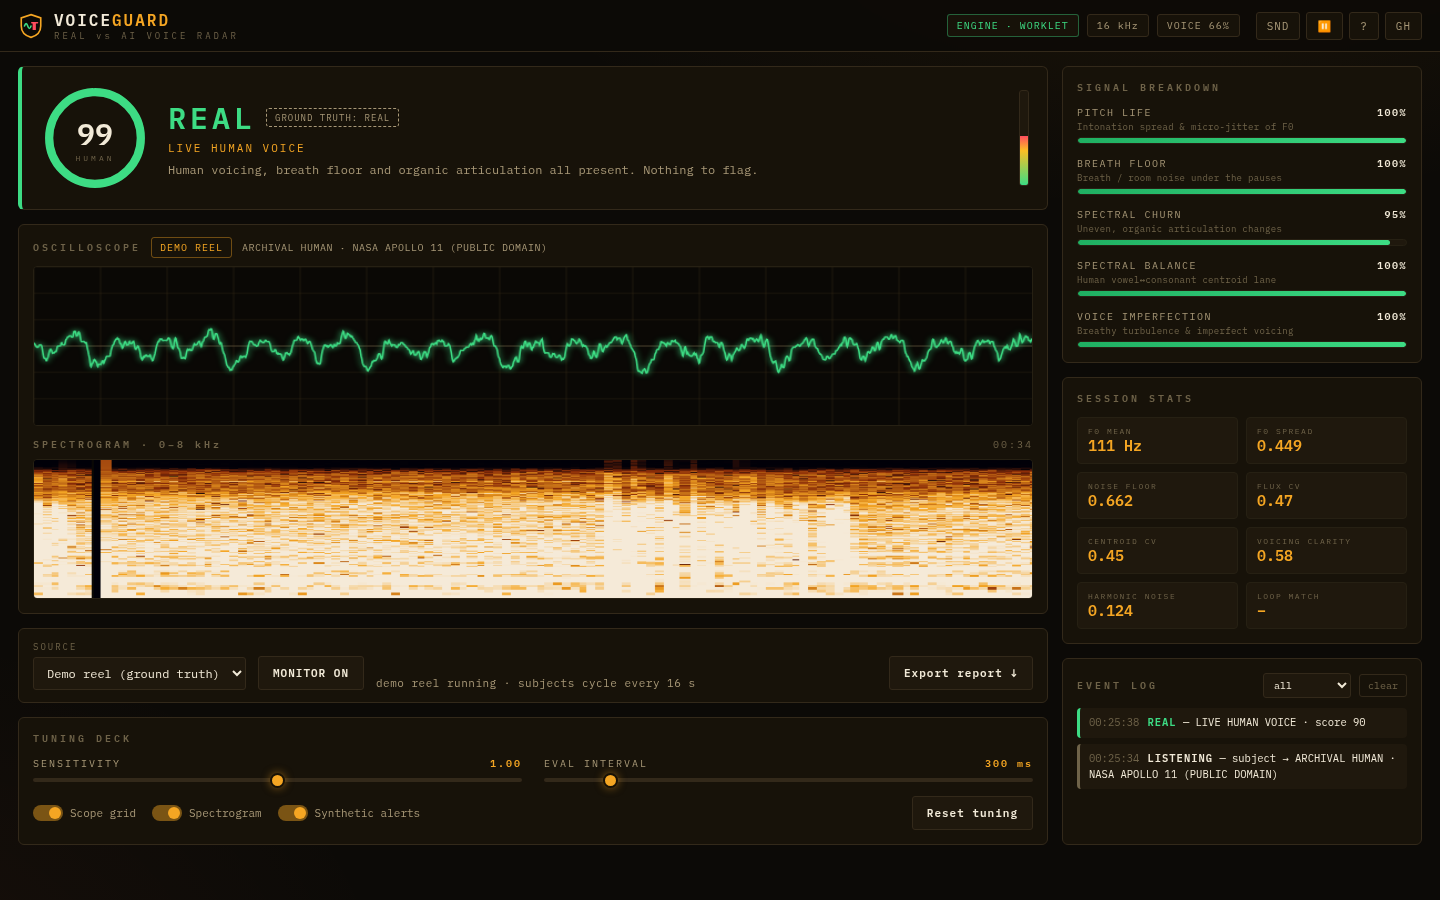 VOICEGUARD
REAL vs AI VOICE RADAR
ENGINE · WORKLET
16 kHz
VOICE 66%
SND
?
GH
99
HUMAN
REAL
GROUND TRUTH: REAL
LIVE HUMAN VOICE
Human voicing, breath floor and organic articulation all present. Nothing to flag.
OSCILLOSCOPE
DEMO REEL
ARCHIVAL HUMAN · NASA APOLLO 11 (PUBLIC DOMAIN)
SPECTROGRAM · 0–8 kHz
00:34
SOURCE
Demo reel (ground truth)
MONITOR ON
demo reel running · subjects cycle every 16 s
Export report ↓
TUNING DECK
SENSITIVITY
1.00
EVAL INTERVAL
300 ms
Scope grid
Spectrogram
Synthetic alerts
Reset tuning
SIGNAL BREAKDOWN
PITCH LIFE
100%
Intonation spread & micro-jitter of F0
BREATH FLOOR
100%
Breath / room noise under the pauses
SPECTRAL CHURN
95%
Uneven, organic articulation changes
SPECTRAL BALANCE
100%
Human vowel↔consonant centroid lane
VOICE IMPERFECTION
100%
Breathy turbulence & imperfect voicing
SESSION STATS
F0 MEAN
111 Hz
F0 SPREAD
0.449
NOISE FLOOR
0.662
FLUX CV
0.47
CENTROID CV
0.45
VOICING CLARITY
0.58
HARMONIC NOISE
0.124
LOOP MATCH
–
EVENT LOG
all
clear
00:25:38 REAL — LIVE HUMAN VOICE · score 90
00:25:34 LISTENING — subject → ARCHIVAL HUMAN ·
NASA APOLLO 11 (PUBLIC DOMAIN)